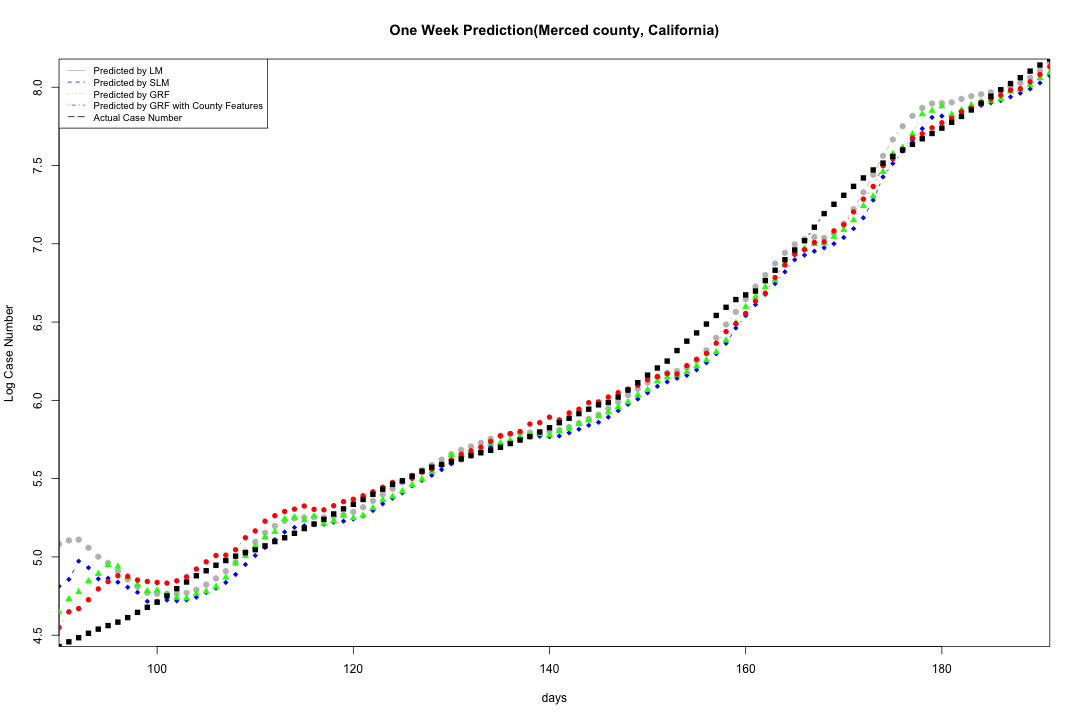 One Week Prediction(Merced county, California)
Predicted by LM
Predicted by SLM
Predicted by GRF
Predicted by GRF with County Features
Actual Case Number
8.0
7.5
7.0
6.5
6.0
5.5
5.0
4.5
Log Case Number
100 120 140 160 180
days